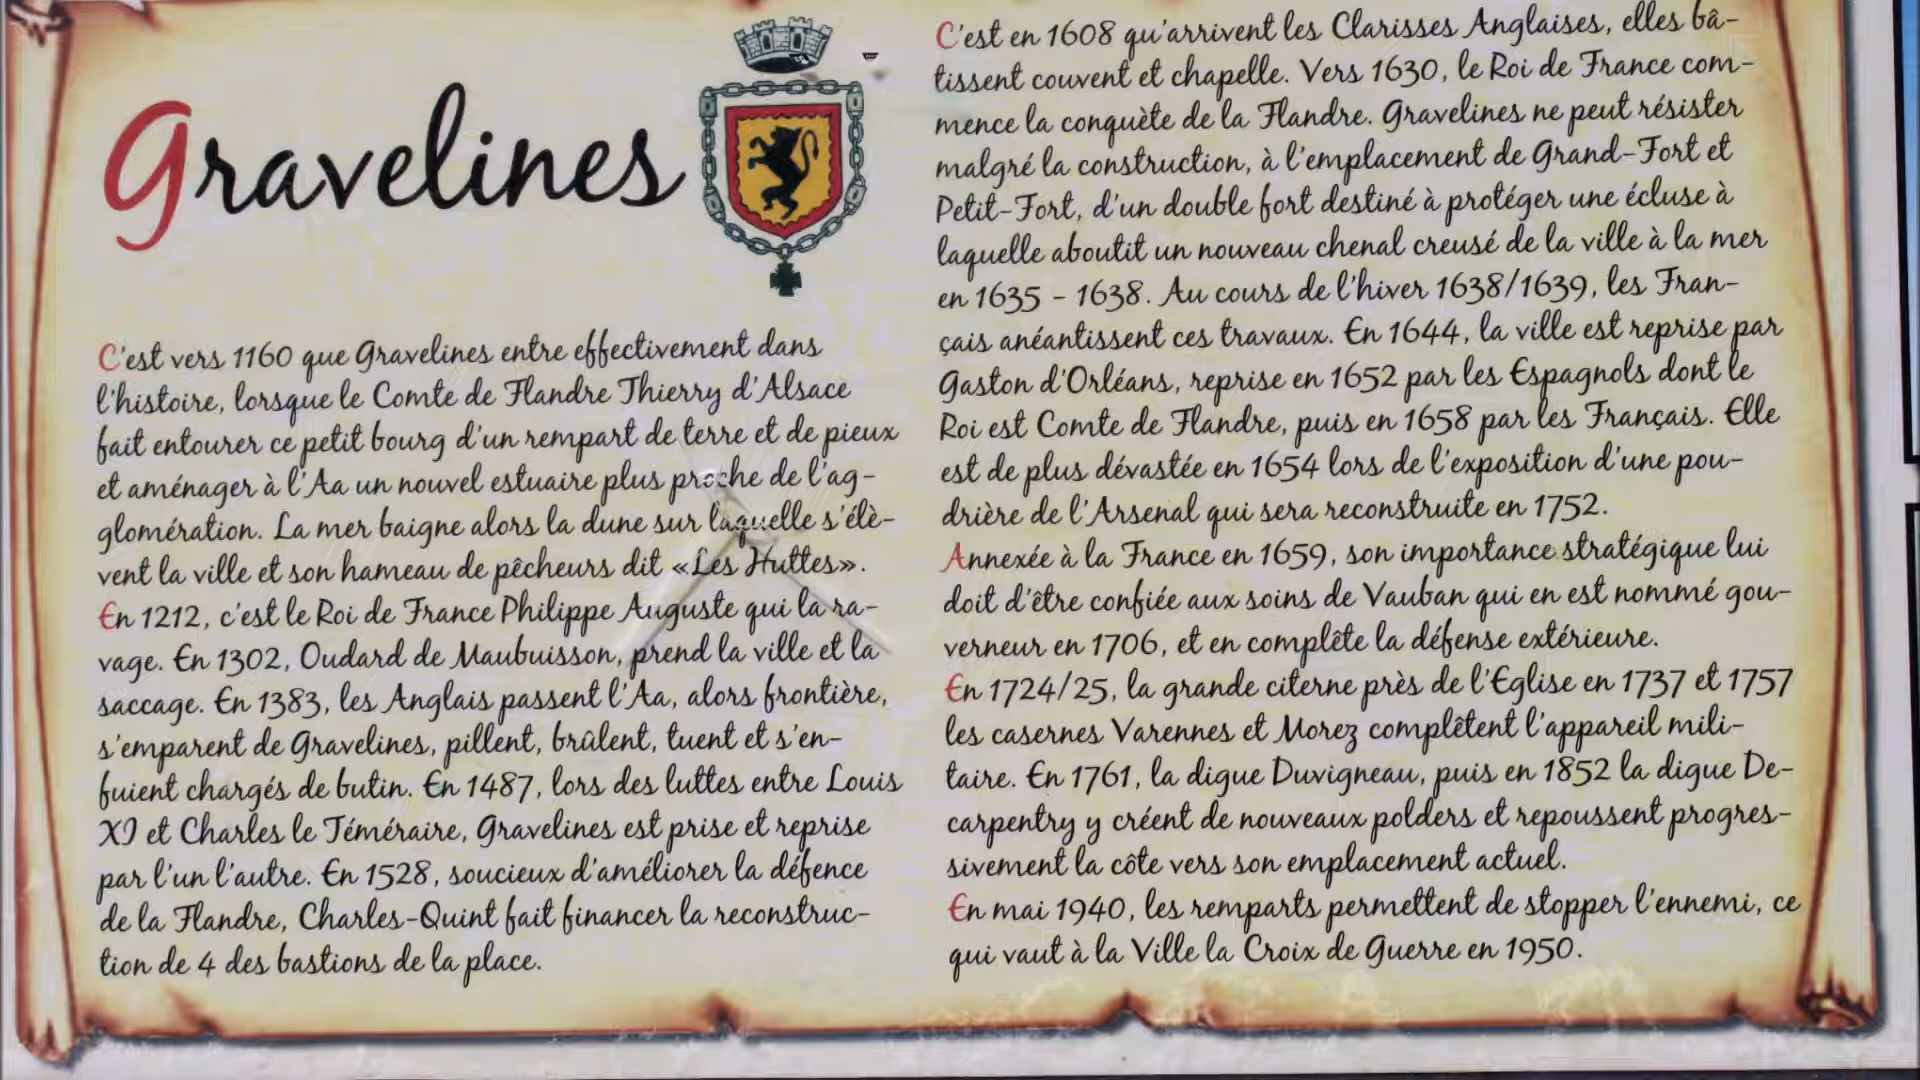 Gravelines
C'est vers 1160 que Gravelines entre effectivement dans
l'histoire, lorsque le Comte de Flandre Thierry d'Alsace
fait entourer ce petit bourg d'un rempart de terre et de pieux
et aménager à l'Aa un nouvel estuaire plus proche de l'ag-
glomération. La mer baigne alors la dune sur laquelle s'élè-
vent la ville et son hameau de pêcheurs dit «Les Huttes».
En 1212, c'est le Roi de France Philippe Auguste qui la ra-
vage. En 1302, Oudard de Maubuisson, prend la ville et la
saccage. En 1383, les Anglais passent l'Aa, alors frontière,
s'emparent de Gravelines, pillent, brûlent, tuent et s'en-
fuient chargés de butin. En 1487, lors des luttes entre Louis
XI et Charles le Téméraire, Gravelines est prise et reprise
par l'un l'autre. En 1528, soucieux d'améliorer la défence
de la Flandre, Charles-Quint fait financer la reconstruc-
tion de 4 des bastions de la place.
C'est en 1608 qu'arrivent les Clarisses Anglaises, elles bâ-
tissent couvent et chapelle. Vers 1630, le Roi de France com-
mence la conquète de la Flandre. Gravelines ne peut résister
malgré la construction, à l'emplacement de Grand-Fort et
Petit-Fort, d'un double fort destiné à protéger une écluse à
laquelle aboutit un nouveau chenal creusé de la ville à la mer
en 1635 - 1638. Au cours de l'hiver 1638/1639, les Fran-
çais anéantissent ces travaux. En 1644, la ville est reprise par
Gaston d'Orléans, reprise en 1652 par les Espagnols dont le
Roi est Comte de Flandre, puis en 1658 par les Français. Elle
est de plus dévastée en 1654 lors de l'exposition d'une pou-
drière de l'Arsenal qui sera reconstruite en 1752.
Annexée à la France en 1659, son importance stratégique lui
doit d'être confiée aux soins de Vauban qui en est nommé gou-
verneur en 1706, et en complête la défense extérieure.
En 1724/25, la grande citerne près de l'Eglise en 1737 et 1757
les casernes Varennes et Morez complêtent l'appareil mili-
taire. En 1761, la digue Duvigneau, puis en 1852 la digue De-
carpentry y créent de nouveaux polders et repoussent progres-
sivement la côte vers son emplacement actuel.
En mai 1940, les remparts permettent de stopper l'ennemi, ce
qui vaut à la Ville la Croix de Guerre en 1950.